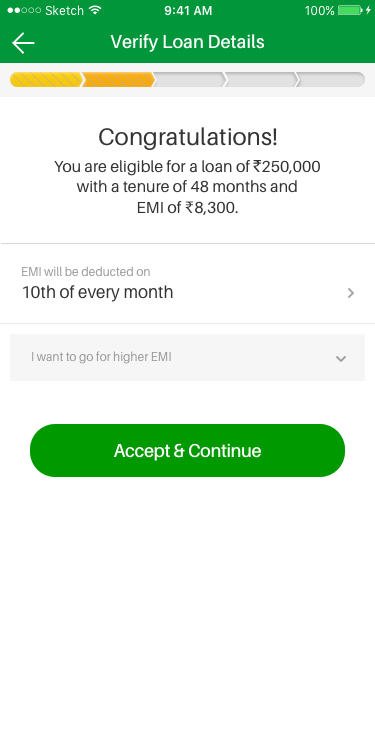 Sketch 9:41 AM 100%
Verify Loan Details
Congratulations!
You are eligible for a loan of ₹250,000
with a tenure of 48 months and
EMI of ₹8,300.
EMI will be deducted on
10th of every month
I want to go for higher EMI
Accept & Continue